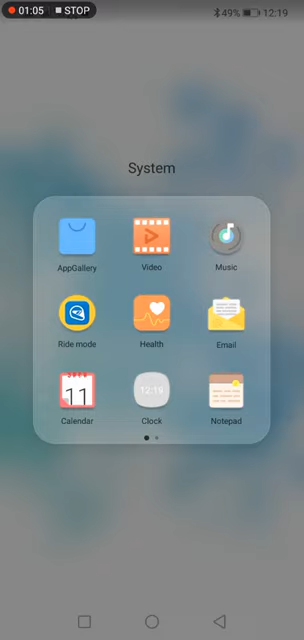 01:05 STOP 49% 12:19
System
AppGallery Video Music
Ride mode Health Email
11 12:19
Calendar Clock Notepad